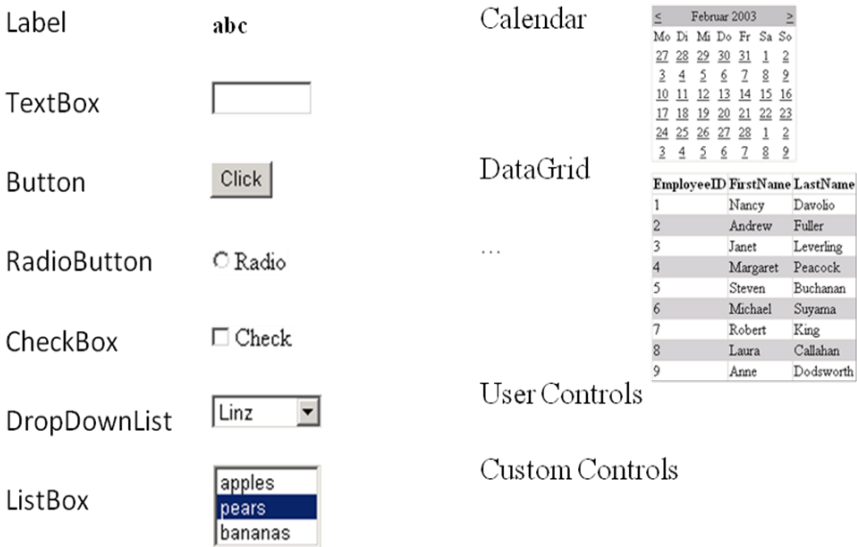 Label abc
TextBox
Button Click
RadioButton Radio
CheckBox Check
DropDownList Linz
ListBox
apples
pears
bananas
Calendar
< Februar 2003 >
Mo Di Mi Do Fr Sa So
27 28 29 30 31 1 2
3 4 5 6 7 8 9
10 11 12 13 14 15 16
17 18 19 20 21 22 23
24 25 26 27 28 1 2
3 4 5 6 7 8 9
DataGrid
EmployeeID FirstName LastName
1 Nancy Davolio
2 Andrew Fuller
3 Janet Leverling
4 Margaret Peacock
5 Steven Buchanan
6 Michael Suyama
7 Robert King
8 Laura Callahan
9 Anne Dodsworth
...
User Controls
Custom Controls